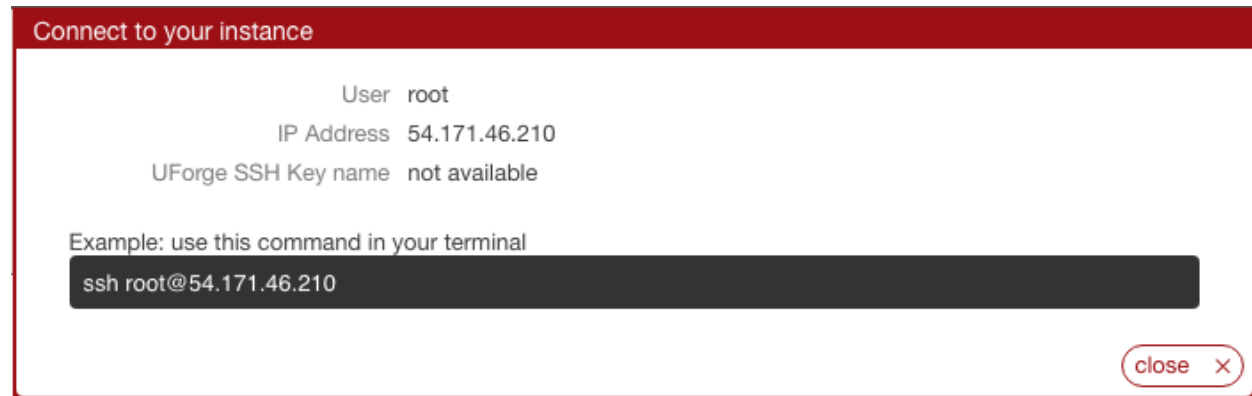 Connect to your instance
User root
IP Address 54.171.46.210
UForge SSH Key name not available
Example: use this command in your terminal
ssh root@54.171.46.210
close ×